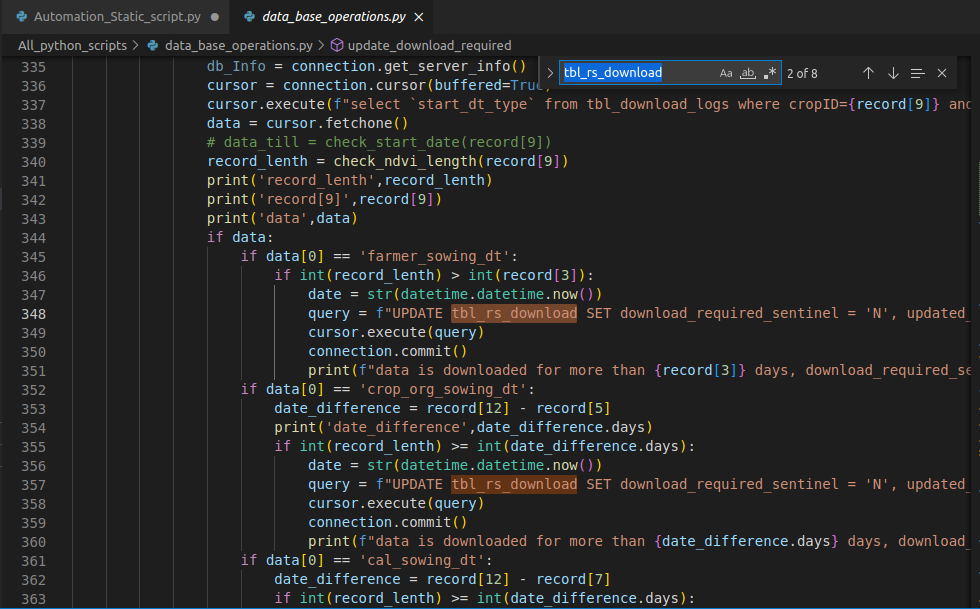 Automation_Static_script.py
data_base_operations.py
All_python_scripts > data_base_operations.py > update_download_required
tbl_rs_download Aa ab .* 2 of 8
335 db_Info = connection.get_server_info()
336 cursor = connection.cursor(buffered=True
337 cursor.execute(f"select `start_dt_type` from tbl_download_logs where cropID={record[9]} and
338 data = cursor.fetchone()
339 # data_till = check_start_date(record[9])
340 record_lenth = check_ndvi_length(record[9])
341 print('record_lenth',record_lenth)
342 print('record[9]',record[9])
343 print('data',data)
344 if data:
345 if data[0] == 'farmer_sowing_dt':
346 if int(record_lenth) > int(record[3]):
347 date = str(datetime.datetime.now())
348 query = f"UPDATE tbl_rs_download SET download_required_sentinel = 'N', updated_
349 cursor.execute(query)
350 connection.commit()
351 print(f"data is downloaded for more than {record[3]} days, download_required_se
352 if data[0] == 'crop_org_sowing_dt':
353 date_difference = record[12] - record[5]
354 print('date_difference',date_difference.days)
355 if int(record_lenth) >= int(date_difference.days):
356 date = str(datetime.datetime.now())
357 query = f"UPDATE tbl_rs_download SET download_required_sentinel = 'N', updated_
358 cursor.execute(query)
359 connection.commit()
360 print(f"data is downloaded for more than {date_difference.days} days, download_
361 if data[0] == 'cal_sowing_dt':
362 date_difference = record[12] - record[7]
363 if int(record_lenth) >= int(date_difference.days):